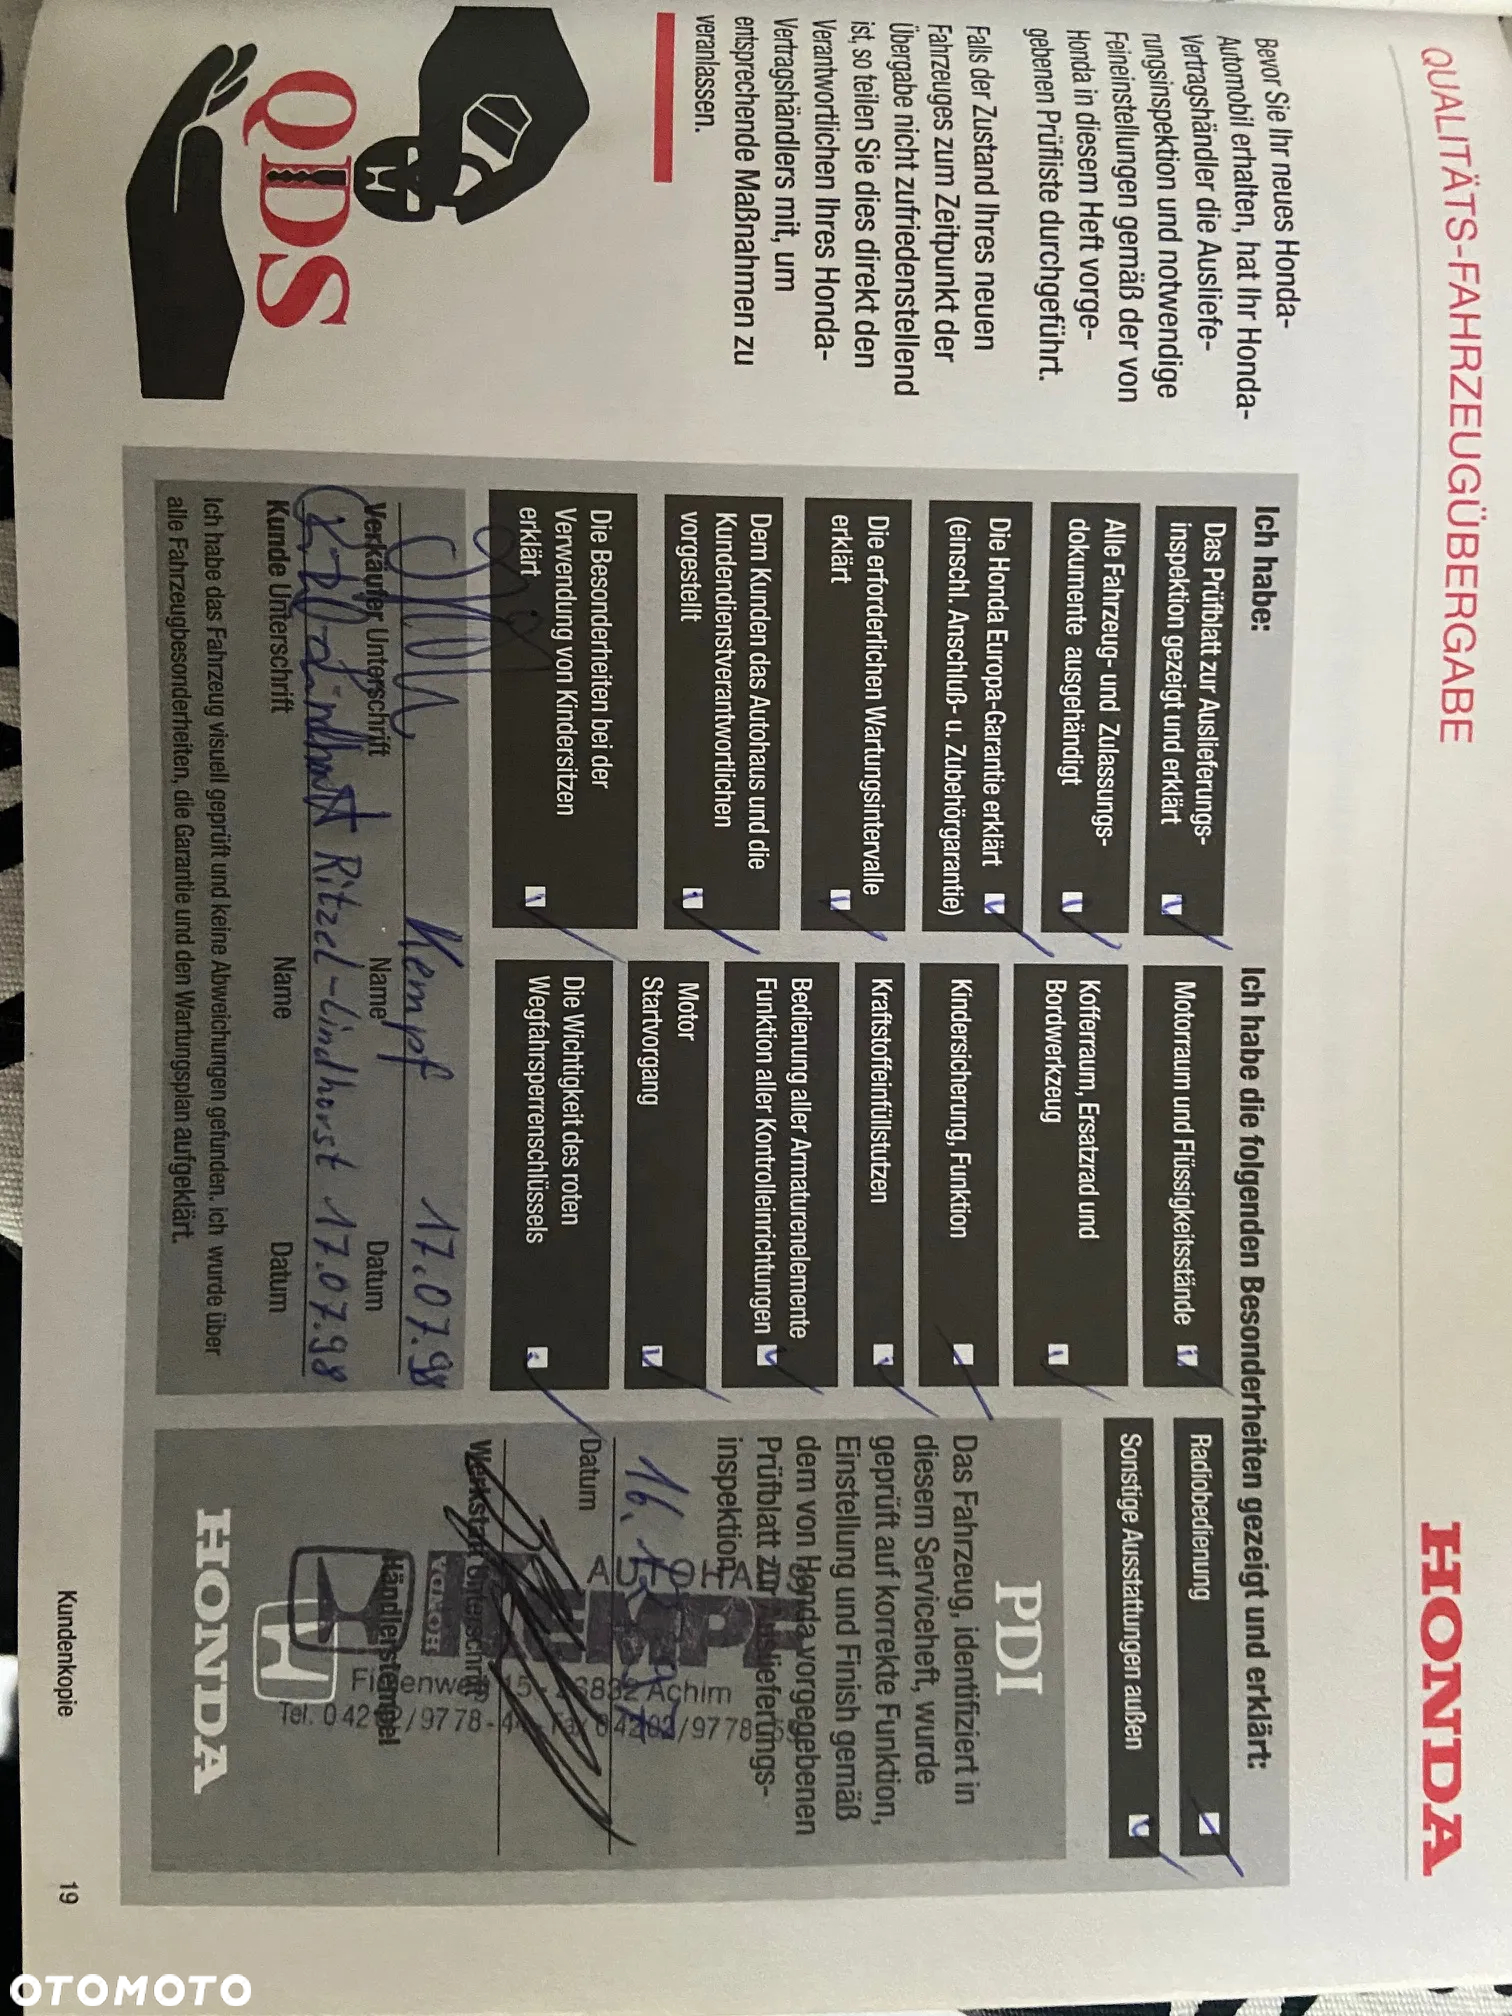 QUALITÄTS-FAHRZEUGÜBERGABE
HONDA
Bevor Sie Ihr neues Honda-
Automobil erhalten, hat Ihr Honda-
Vertragshändler die Ausliefe-
rungsinspektion und notwendige
Feineinstellungen gemäß der von
Honda in diesem Heft vorge-
gebenen Prüfliste durchgeführt.
Falls der Zustand Ihres neuen
Fahrzeuges zum Zeitpunkt der
Übergabe nicht zufriedenstellend
ist, so teilen Sie dies direkt den
Verantwortlichen Ihres Honda-
Vertragshändlers mit, um
entsprechende Maßnahmen zu
veranlassen.
QDS
Ich habe:
Das Prüfblatt zur Auslieferungs-
inspektion gezeigt und erklärt
Alle Fahrzeug- und Zulassungs-
dokumente ausgehändigt
Die Honda Europa-Garantie erklärt
(einschl. Anschluß- u. Zubehörgarantie)
Die erforderlichen Wartungsintervalle
erklärt
Dem Kunden das Autohaus und die
Kundendienstverantwortlichen
vorgestellt
Die Besonderheiten bei der
Verwendung von Kindersitzen
erklärt
Ich habe die folgenden Besonderheiten gezeigt und erklärt:
Motorraum und Flüssigkeitsstände
Kofferraum, Ersatzrad und
Bordwerkzeug
Kindersicherung, Funktion
Kraftstoffeinfüllstutzen
Bedienung aller Armaturenelemente
Funktion aller Kontrolleinrichtungen
Motor
Startvorgang
Die Wichtigkeit des roten
Wegfahrsperrenschlüssels
Radiobedienung
Sonstige Ausstattungen außen
Kempf 17.07.98
Verkäufer Unterschrift Name Datum
Ritzel-Lindhorst 17.07.98
Kunde Unterschrift Name Datum
Ich habe das Fahrzeug visuell geprüft und keine Abweichungen gefunden. Ich wurde über
alle Fahrzeugbesonderheiten, die Garantie und den Wartungsplan aufgeklärt.
PDI
Das Fahrzeug, identifiziert in
diesem Serviceheft, wurde
geprüft auf korrekte Funktion,
Einstellung und Finish gemäß
dem von Honda vorgegebenen
Prüfblatt zur Auslieferungs-
inspektion
16.
Datum
Werkstatt Unterschrift
Händlerstempel
KEMPF
HONDA
Achim
HONDA
Kundenkopie
19
OTOMOTO